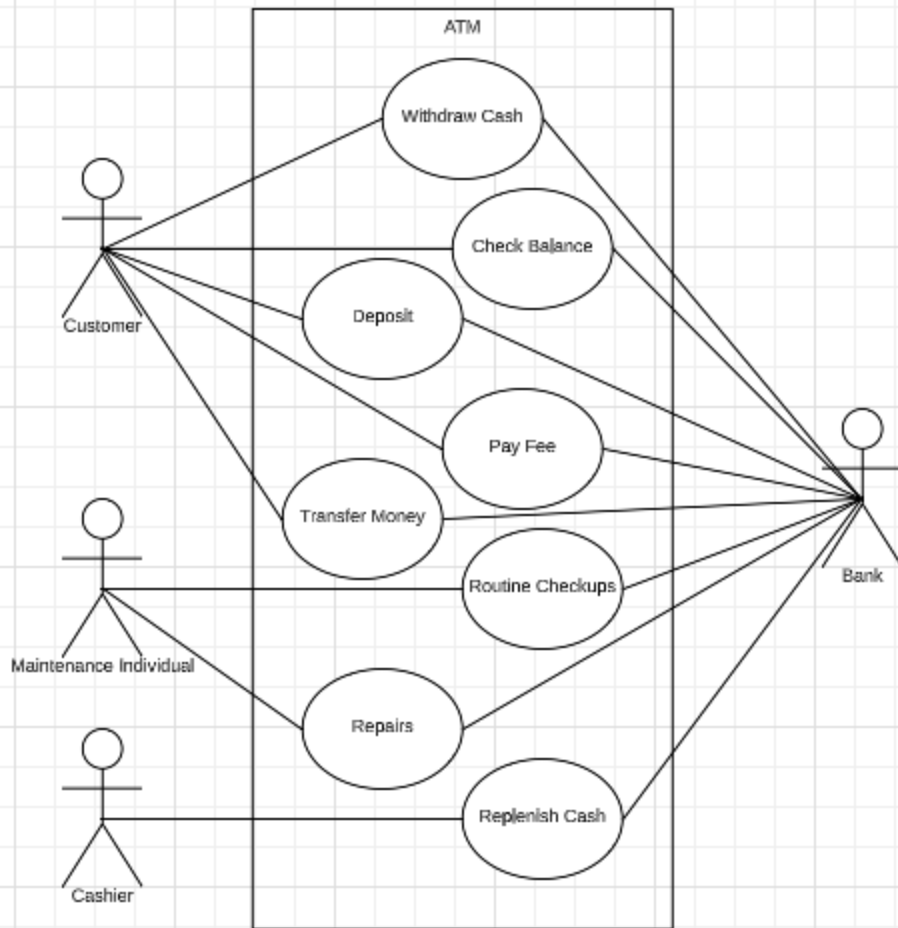 ATM
Withdraw Cash
Check Balance
Deposit
Customer
Pay Fee
Transfer Money
Bank
Routine Checkups
Maintenance Individual
Repairs
Replenish Cash
Cashier